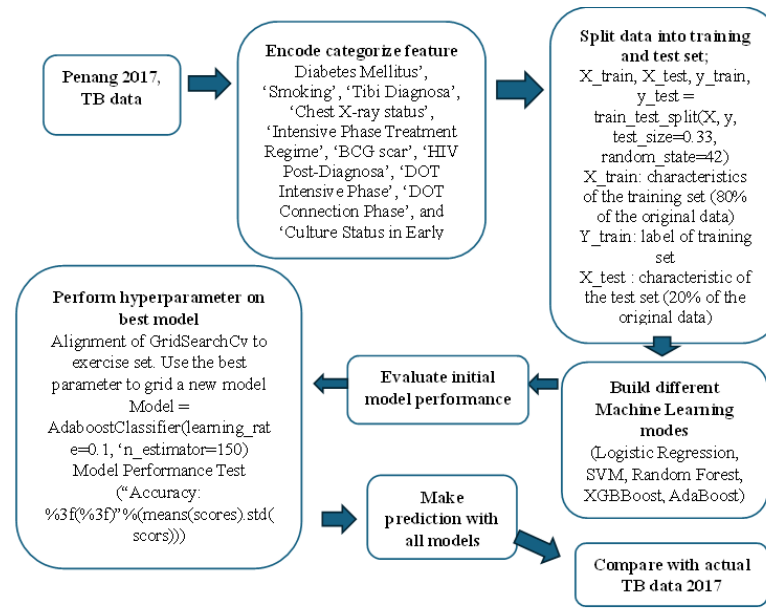 Penang 2017,
TB data
Encode categorize feature
Diabetes Mellitus’,
‘Smoking’, ‘Tibi Diagnosa’,
‘Chest X-ray status’,
‘Intensive Phase Treatment
Regime’, ‘BCG scar’, ‘HIV
Post-Diagnosa’, ‘DOT
Intensive Phase’, ‘DOT
Connection Phase’, and
‘Culture Status in Early
Split data into training
and test set;
X_train, X_test, y_train,
y_test =
train_test_split(X, y,
test_size=0.33,
random_state=42)
X_train: characteristics
of the training set (80%
of the original data)
Y_train: label of training
set
X_test : characteristic of
the test set (20% of the
original data)
Build different
Machine Learning
modes
(Logistic Regression,
SVM, Random Forest,
XGBBoost, AdaBoost)
Evaluate initial
model performance
Perform hyperparameter on
best model
Alignment of GridSearchCv to
exercise set. Use the best
parameter to grid a new model
Model =
AdaboostClassifier(learning_rat
e=0.1, ‘n_estimator=150)
Model Performance Test
(“Accuracy:
%3f(%3f)”%(means(scores).std(
scors)))
Make
prediction with
all models
Compare with actual
TB data 2017